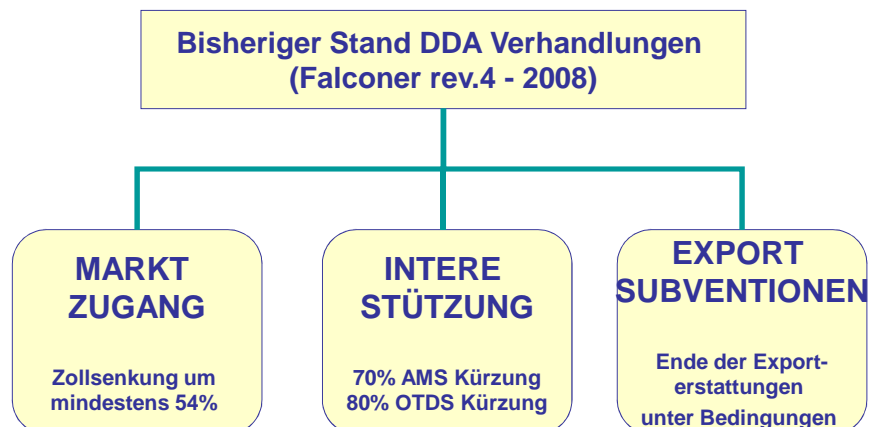 Bisheriger Stand DDA Verhandlungen
(Falconer rev.4 - 2008)
MARKT
ZUGANG
Zollsenkung um
mindestens 54%
INTERE
STÜTZUNG
70% AMS Kürzung
80% OTDS Kürzung
EXPORT
SUBVENTIONEN
Ende der Export-
erstattungen
unter Bedingungen